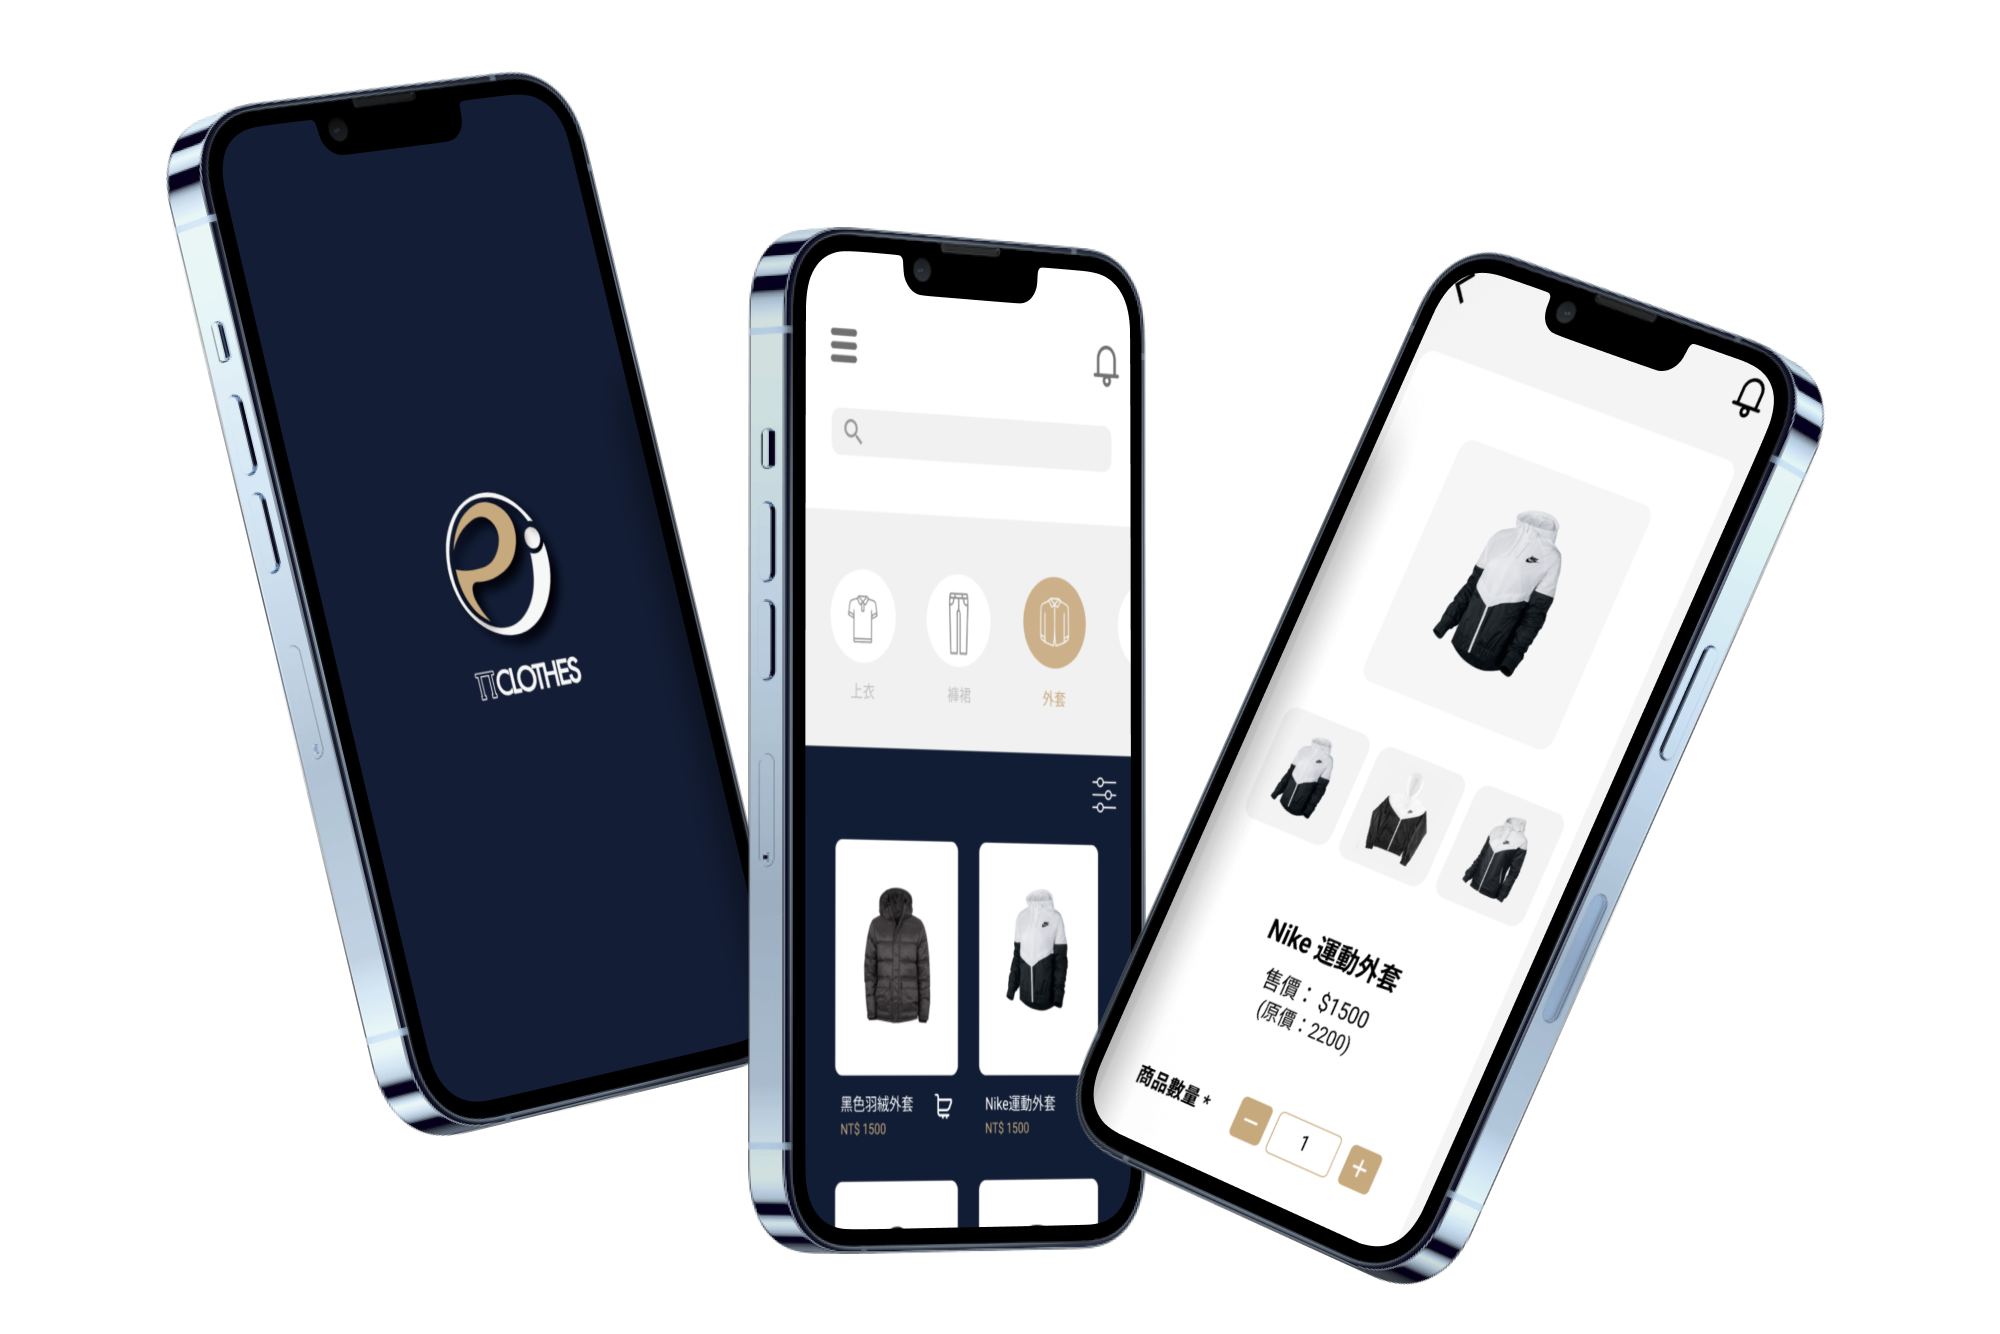 πCLOTHES
上衣
褲裙
外套
黑色羽絨外套
NT$ 1500
Nike運動外套
NT$ 1500
Nike 運動外套
售價： $1500
(原價：2200)
商品數量 *
1